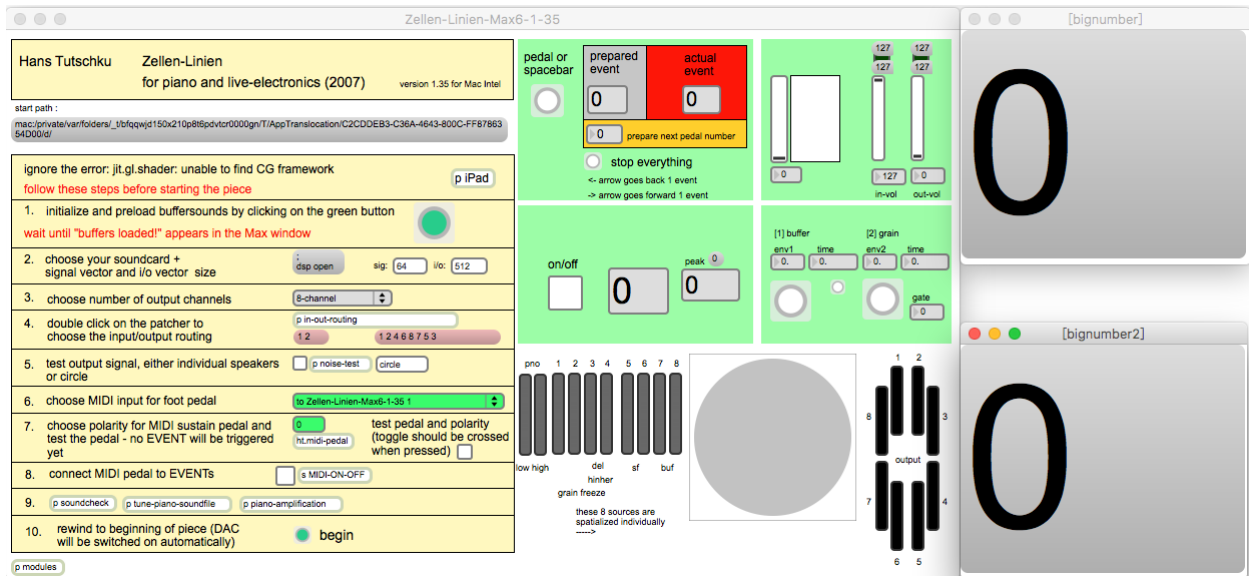 Zellen-Linien-Max6-1-35
[bignumber]
Hans Tutschku Zellen-Linien
for piano and live-electronics (2007) version 1.35 for Mac Intel
start path :
mac:/private/var/folders/_t/bfqqwjd150x210p8t6pdvtcr0000gn/T/AppTranslocation/C2CDDEB3-C36A-4643-800C-FF87863
54D00/d/
ignore the error: jit.gl.shader: unable to find CG framework
p iPad
follow these steps before starting the piece
1. initialize and preload buffersounds by clicking on the green button
wait until "buffers loaded!" appears in the Max window
2. choose your soundcard +
signal vector and i/o vector size
;
dsp open
sig: 64 i/o: 512
3. choose number of output channels
8-channel
4. double click on the patcher to
choose the input/output routing
p in-out-routing
1 2
1 2 4 6 8 7 5 3
5. test output signal, either individual speakers
or circle
p noise-test
circle
6. choose MIDI input for foot pedal
to Zellen-Linien-Max6-1-35 1
7. choose polarity for MIDI sustain pedal and
test the pedal - no EVENT will be triggered
yet
0
ht.midi-pedal
test pedal and polarity
(toggle should be crossed
when pressed)
8. connect MIDI pedal to EVENTs
s MIDI-ON-OFF
9. p soundcheck p tune-piano-soundfile p piano-amplification
10. rewind to beginning of piece (DAC
will be switched on automatically)
begin
p modules
pedal or
spacebar
prepared
event
0
actual
event
0
0 prepare next pedal number
stop everything
<- arrow goes back 1 event
-> arrow goes forward 1 event
127 127
127 127
0 127 0
in-vol out-vol
on/off
0
peak 0
0
[1] buffer [2] grain
env1 time env2 time
0. 0. 0. 0.
gate
0
pno 1 2 3 4 5 6 7 8
low high del sf buf
hinher
grain freeze
these 8 sources are
spatialized individually
----->
1 2
8 3
output
7 4
6 5
0
[bignumber2]
0